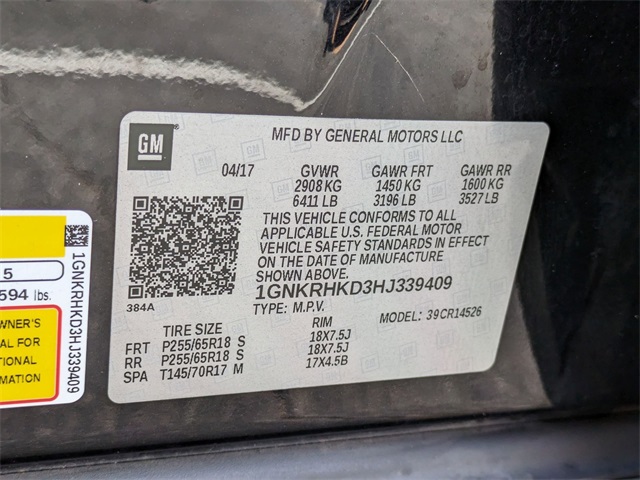 GM
MFD BY GENERAL MOTORS LLC
04/17 GVWR GAWR FRT GAWR RR
2908 KG 1450 KG 1600 KG
6411 LB 3196 LB 3527 LB
THIS VEHICLE CONFORMS TO ALL
APPLICABLE U.S. FEDERAL MOTOR
VEHICLE SAFETY STANDARDS IN EFFECT
ON THE DATE OF MANUFACTURE
SHOWN ABOVE.
384A
1GNKRHKD3HJ339409
TYPE: M.P.V. MODEL: 39CR14526
TIRE SIZE RIM
FRT P255/65R18 S 18X7.5J
RR P255/65R18 S 18X7.5J
SPA T145/70R17 M 17X4.5B
5
594 lbs.
WNER'S
AL FOR
TIONAL
MATION
1GNKRHKD3HJ339409